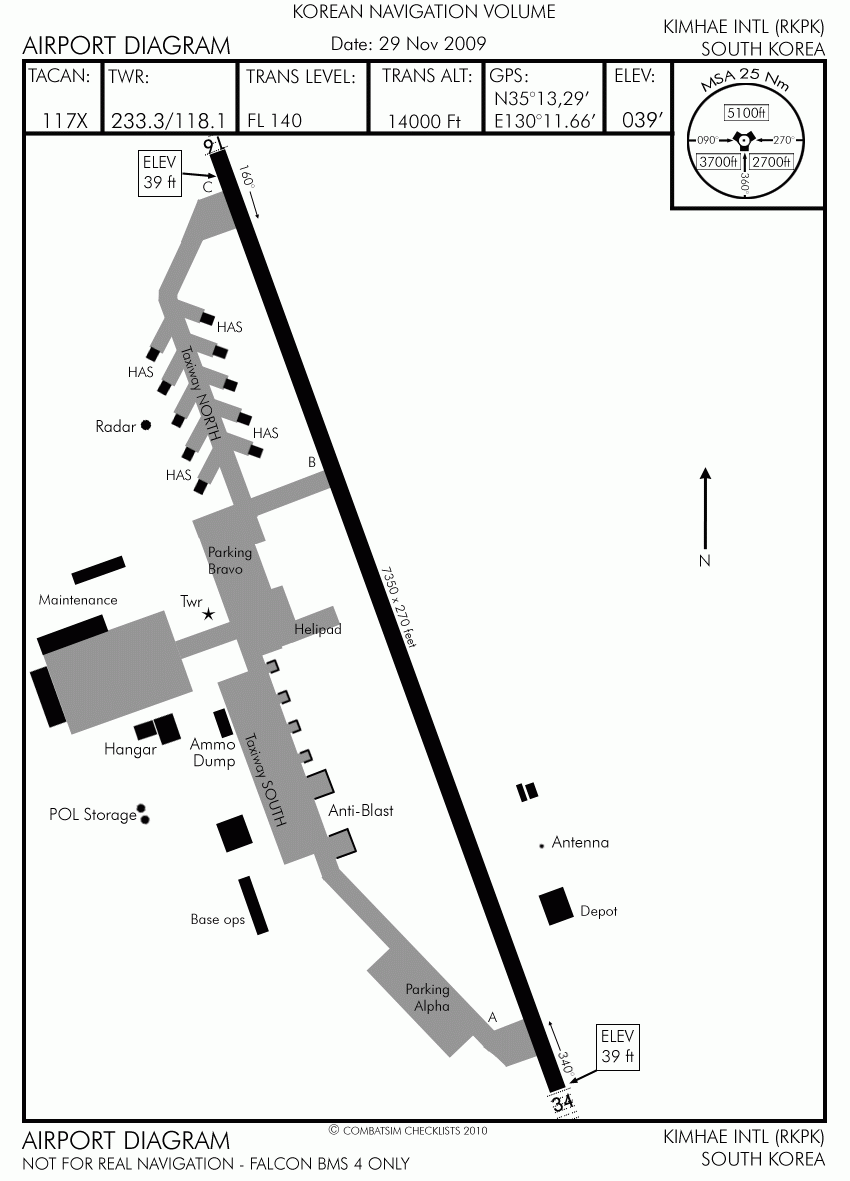 KOREAN NAVIGATION VOLUME
AIRPORT DIAGRAM
Date: 29 Nov 2009
KIMHAE INTL (RKPK)
SOUTH KOREA
TACAN:
117X
TWR:
233.3/118.1
TRANS LEVEL:
FL 140
TRANS ALT:
14000 Ft
GPS:
N35°13,29′
E130°11.66′
ELEV:
039′
MSA 25 Nm
5100ft
090°
270°
3700ft
2700ft
360°
16
ELEV
39 ft
C
160°
HAS
HAS
Taxiway NORTH
Radar
HAS
HAS
B
N
Parking
Bravo
7350 x 270 feet
Maintenance
Twr
Helipad
Hangar
Ammo
Dump
Taxiway SOUTH
POL Storage
Anti-Blast
Antenna
Base ops
Depot
Parking
Alpha
A
340°
ELEV
39 ft
34
© COMBATSIM CHECKLISTS 2010
AIRPORT DIAGRAM
NOT FOR REAL NAVIGATION - FALCON BMS 4 ONLY
KIMHAE INTL (RKPK)
SOUTH KOREA